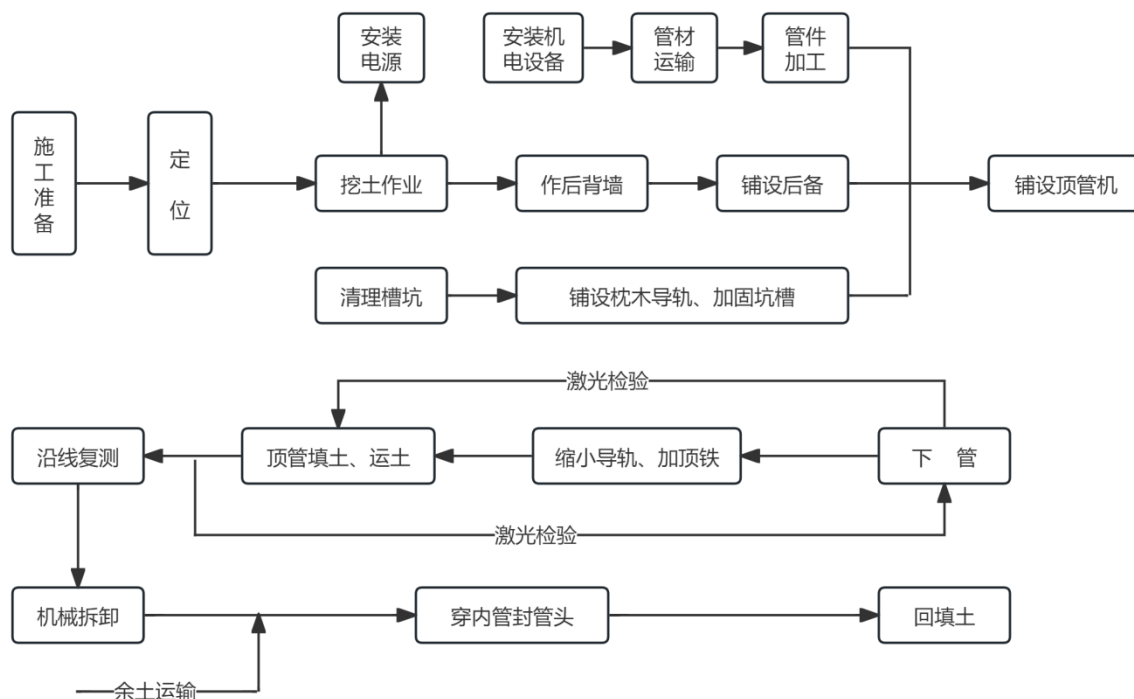 安装
电源
安装机
电设备
管材
运输
管件
加工
施
工
准
备
定
位
挖土作业
作后背墙
铺设后备
铺设顶管机
清理槽坑
铺设枕木导轨、加固坑槽
激光检验
沿线复测
顶管填土、运土
缩小导轨、加顶铁
下 管
激光检验
机械拆卸
穿内管封管头
回填土
余土运输